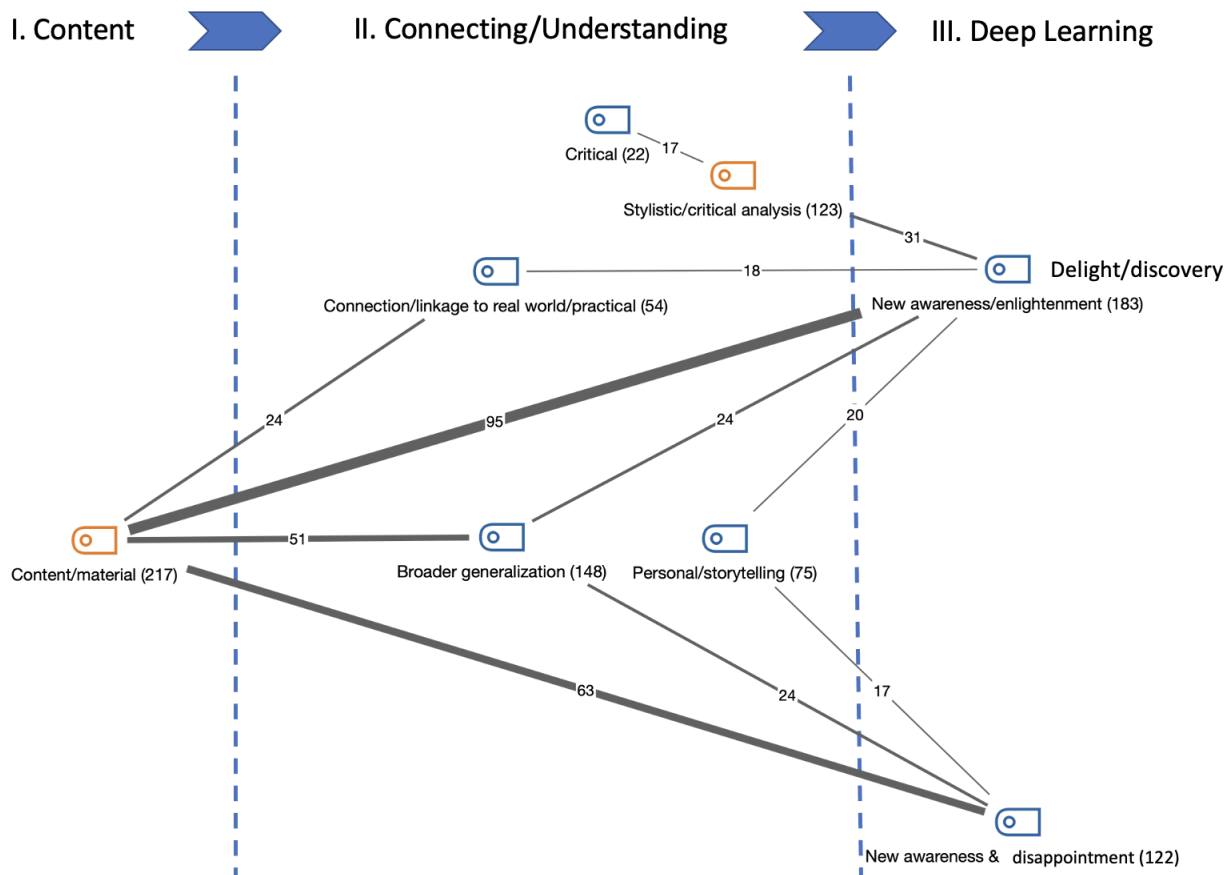 I. Content
II. Connecting/Understanding
III. Deep Learning
Critical (22)
17
Stylistic/critical analysis (123)
31
18
Delight/discovery
Connection/linkage to real world/practical (54)
New awareness/enlightenment (183)
24
95
24
20
51
Content/material (217)
Broader generalization (148)
Personal/storytelling (75)
63
24
17
New awareness & disappointment (122)